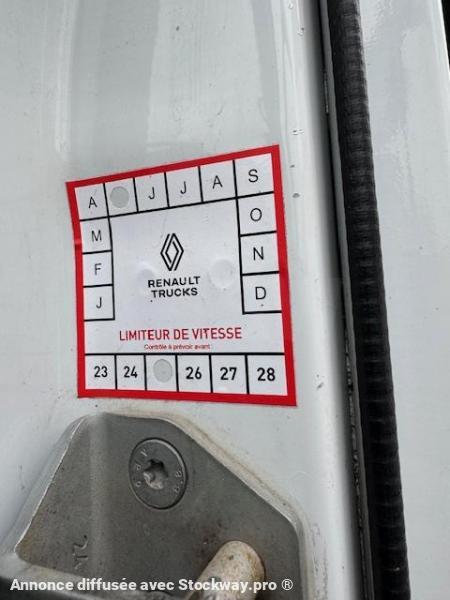 A J J A S
M O
F N
J D
RENAULT
TRUCKS
LIMITEUR DE VITESSE
Contrôle à prévoir avant :
23 24 26 27 28
Annonce diffusée avec Stockway.pro ®